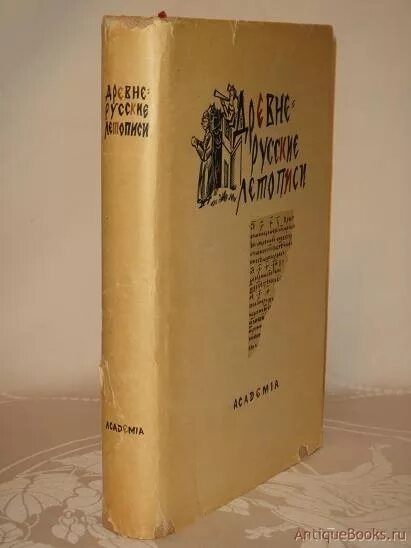 ДРЕВНЕ=
РУССКИЕ
ЛЕТОПИСИ
ACADEMIA
ДРЕВНЕ=
РУССКИЕ
ЛЕТОПИСИ
ACADEMIA
AntiqueBooks.ru